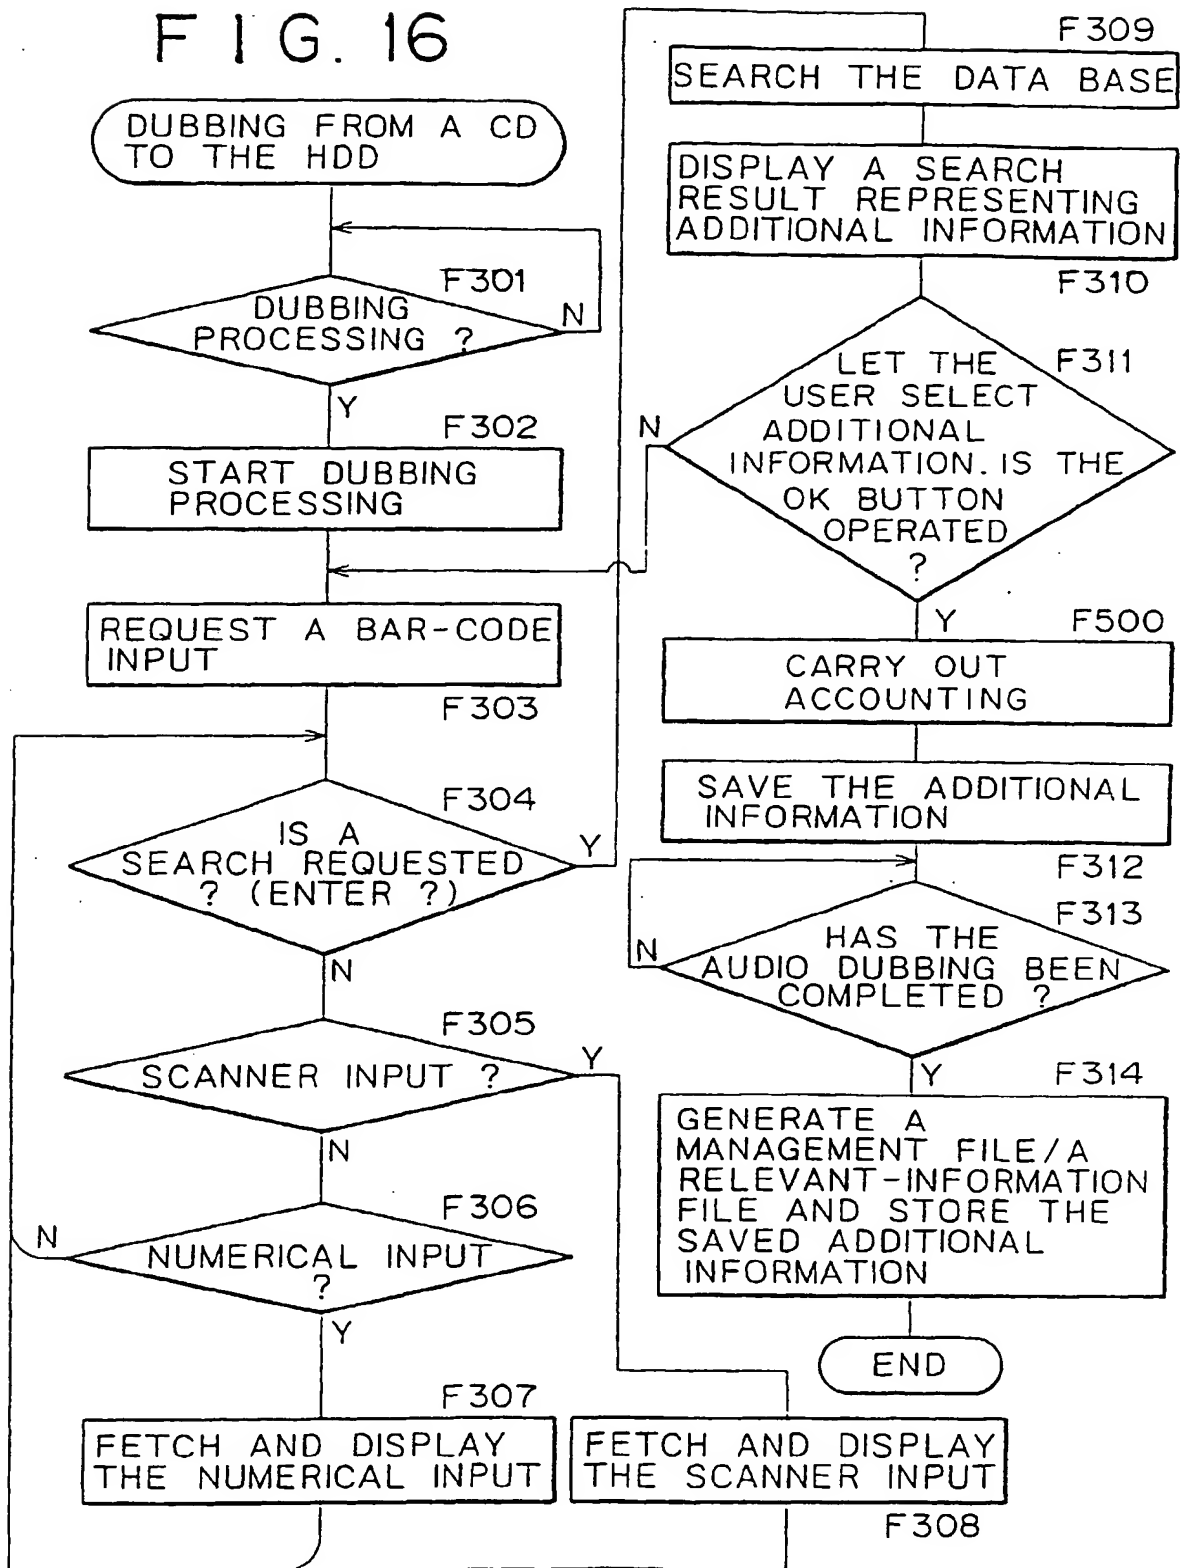 FIG. 16
DUBBING FROM A CD
TO THE HDD
F301
DUBBING
PROCESSING ?
N
Y
F302
START DUBBING
PROCESSING
REQUEST A BAR-CODE
INPUT
F303
F304
IS A
SEARCH REQUESTED
? (ENTER ?)
Y
N
F305
SCANNER INPUT ?
Y
N
F306
NUMERICAL INPUT
?
N
Y
F307
FETCH AND DISPLAY
THE NUMERICAL INPUT
FETCH AND DISPLAY
THE SCANNER INPUT
F308
F309
SEARCH THE DATA BASE
DISPLAY A SEARCH
RESULT REPRESENTING
ADDITIONAL INFORMATION
F310
F311
LET THE
USER SELECT
ADDITIONAL
INFORMATION. IS THE
OK BUTTON
OPERATED
?
N
Y
F500
CARRY OUT
ACCOUNTING
SAVE THE ADDITIONAL
INFORMATION
F312
F313
HAS THE
AUDIO DUBBING BEEN
COMPLETED ?
N
Y
F314
GENERATE A
MANAGEMENT FILE/A
RELEVANT-INFORMATION
FILE AND STORE THE
SAVED ADDITIONAL
INFORMATION
END